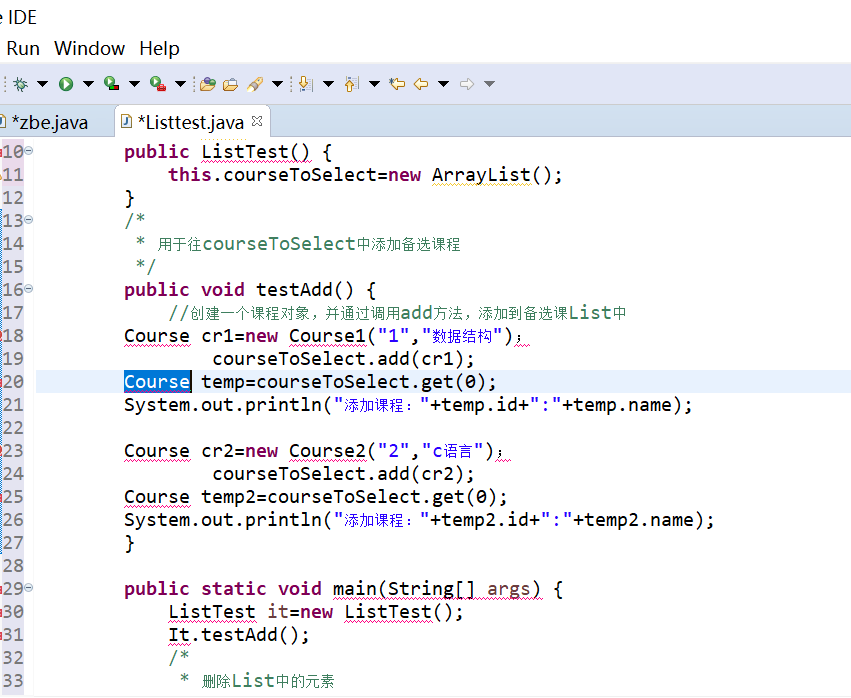 e IDE
Run Window Help
*zbe.java *Listtest.java
10 public ListTest() {
11 this.courseToSelect=new ArrayList();
12 }
13 /*
14 * 用于往courseToSelect中添加备选课程
15 */
16 public void testAdd() {
17 //创建一个课程对象，并通过调用add方法，添加到备选课List中
18 Course cr1=new Course1("1","数据结构")；
19 courseToSelect.add(cr1);
20 Course temp=courseToSelect.get(0);
21 System.out.println("添加课程："+temp.id+":"+temp.name);
22
23 Course cr2=new Course2("2","c语言")；
24 courseToSelect.add(cr2);
25 Course temp2=courseToSelect.get(0);
26 System.out.println("添加课程："+temp2.id+":"+temp2.name);
27 }
28
29 public static void main(String[] args) {
30 ListTest it=new ListTest();
31 It.testAdd();
32 /*
33 * 删除List中的元素